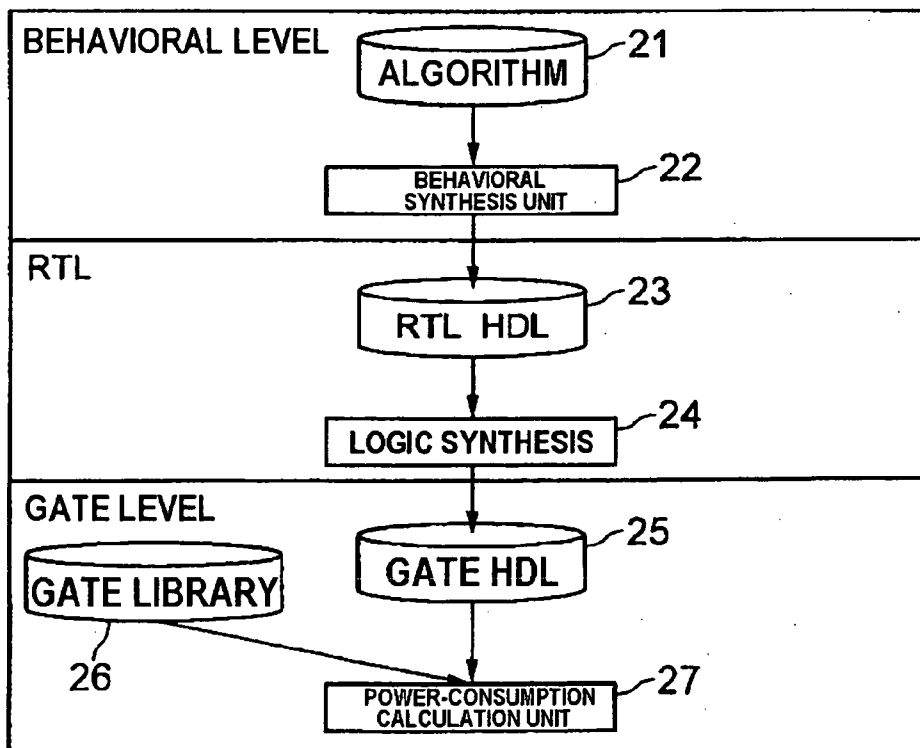 BEHAVIORAL LEVEL
ALGORITHM
21
BEHAVIORAL
SYNTHESIS UNIT
22
RTL
RTL HDL
23
LOGIC SYNTHESIS
24
GATE LEVEL
GATE LIBRARY
26
GATE HDL
25
POWER-CONSUMPTION
CALCULATION UNIT
27